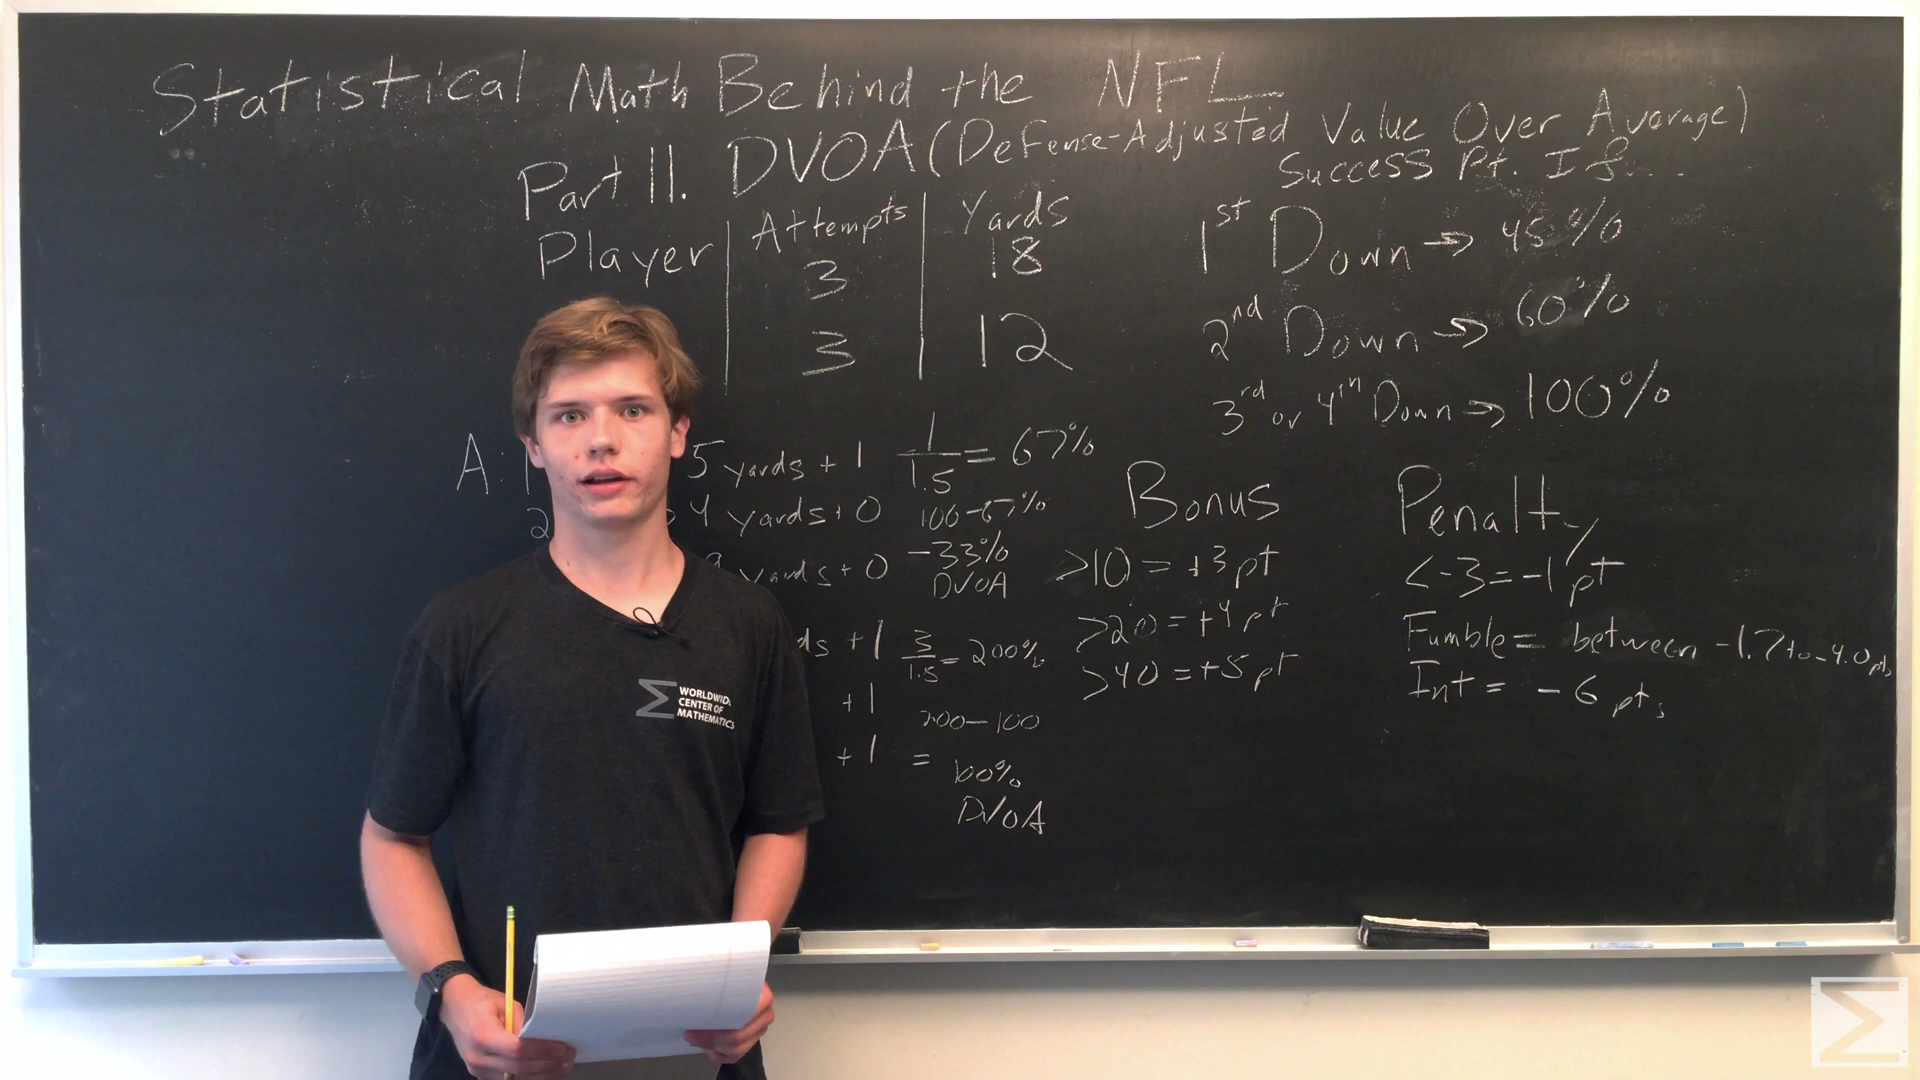 Statistical Math Behind the NFL
Part II. DVOA (Defense-Adjusted Value Over Average)
Player Attempts Yards
3 18
3 12
A: 1 5 yards + 1 1/1.5 = 67%
2 4 yards + 0 100-67%
9 yards + 0 -33%
DVOA
ds + 1 3/1.5 = 200%
+ 1 200-100
+ 1 = 100%
DVOA
Success Pt. If...
1st Down → 45%
2nd Down → 60%
3rd or 4th Down → 100%
Bonus
>10 = +3 pt
>20 = +4 pt
>40 = +5 pt
Penalty
<-3 = -1 pt
Fumble = between -1.7 to -4.0 pts
Int = -6 pts
WORLDWIDE
CENTER OF
MATHEMATICS